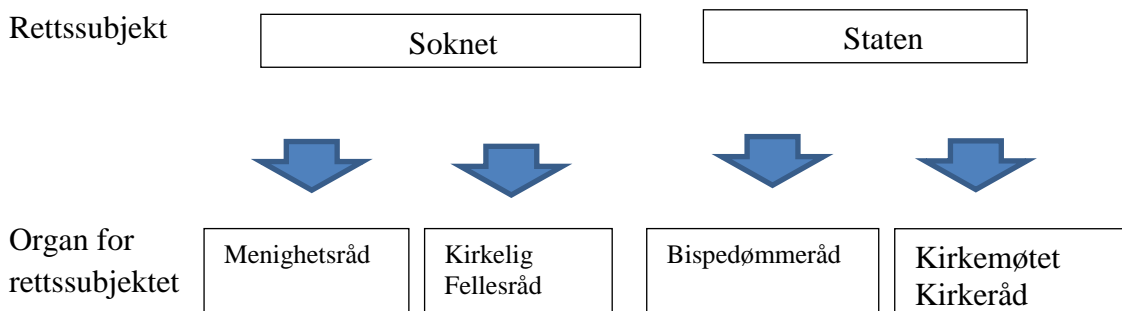 Rettssubjekt
Soknet
Staten
Organ for
rettssubjektet
Menighetsråd
Kirkelig
Fellesråd
Bispedømmeråd
Kirkemøtet
Kirkeråd